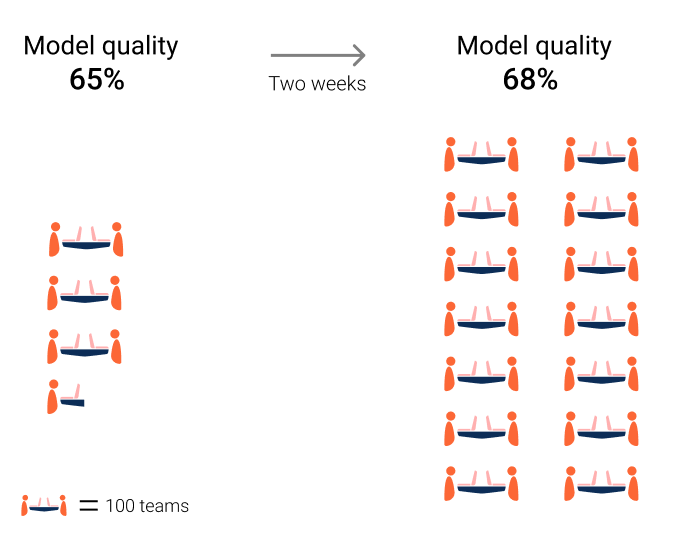 Model quality
65%
Two weeks
Model quality
68%
= 100 teams